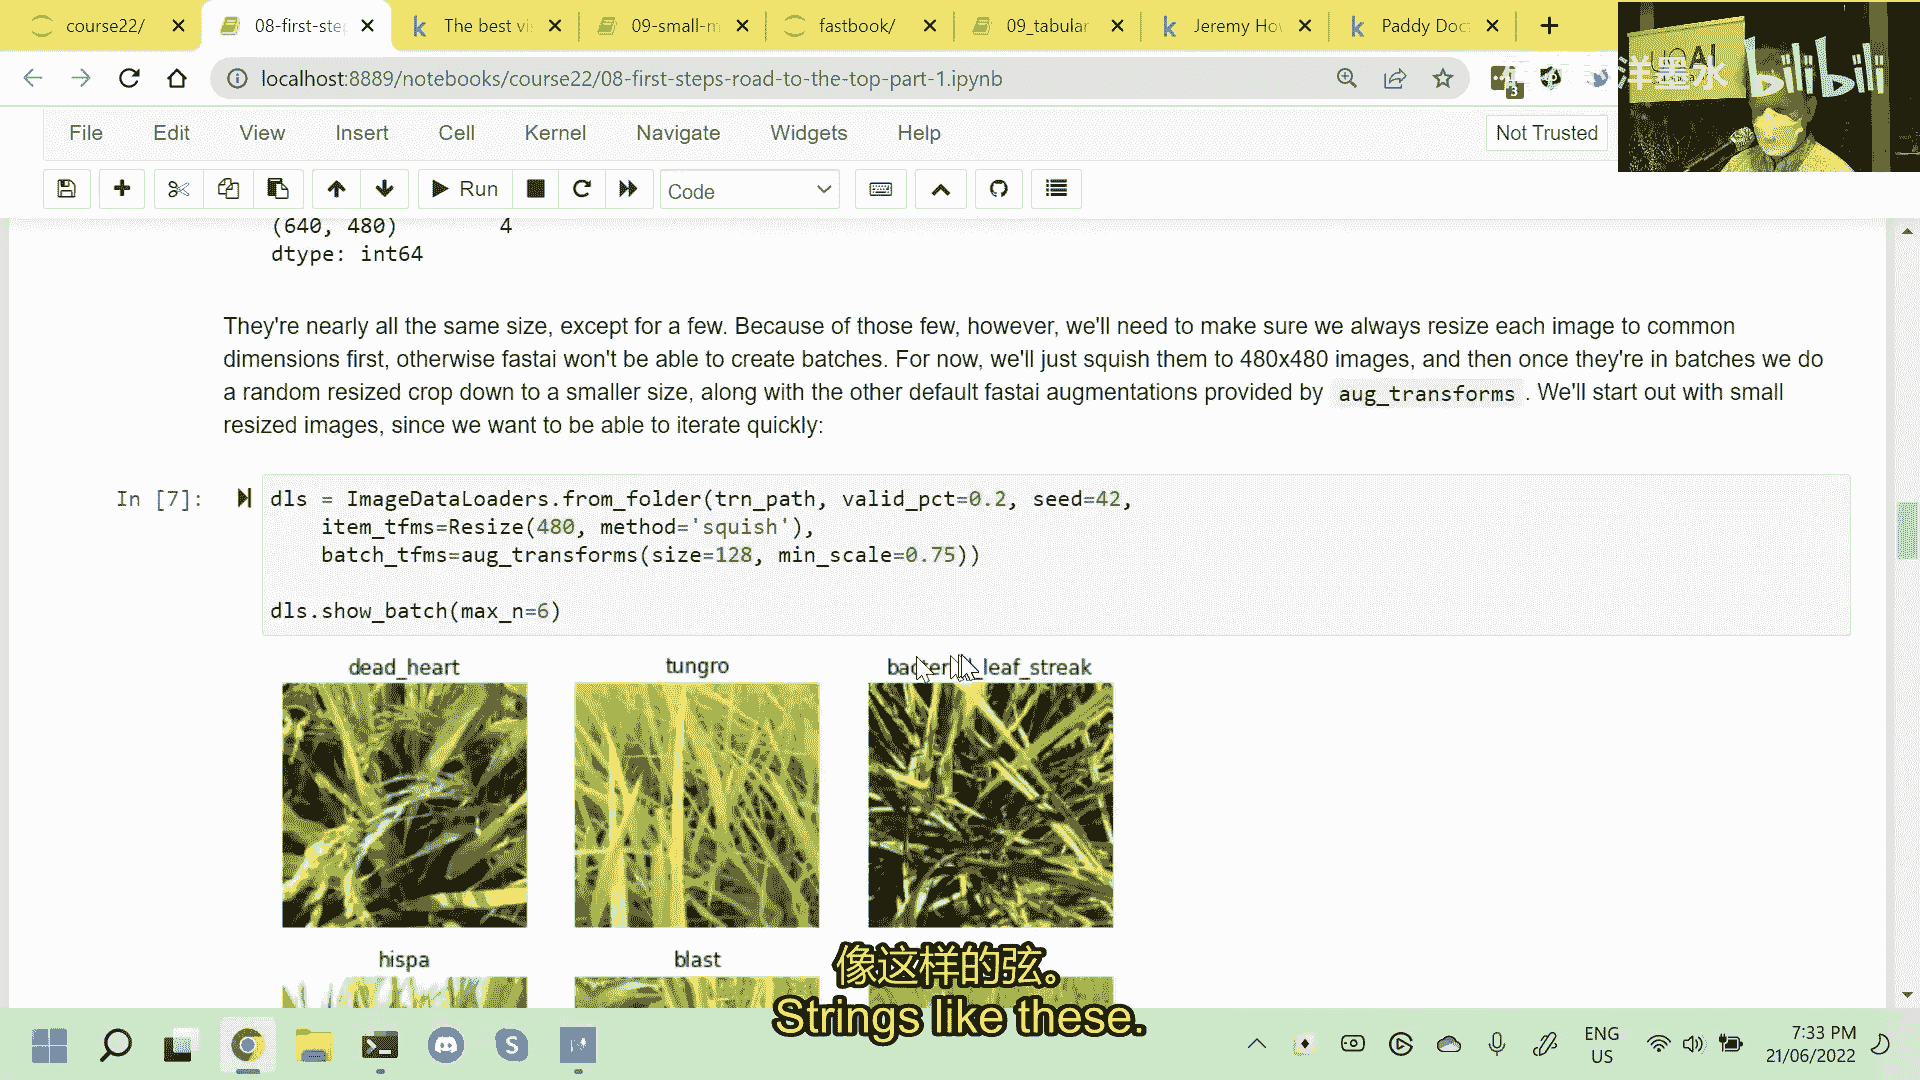 course22/
08-first-ste
The best vi
09-small-m
fastbook/
09_tabular
Jeremy Ho
Paddy Doc
localhost:8889/notebooks/course22/08-first-steps-road-to-the-top-part-1.ipynb
3
洋墨水
bilibili
File Edit View Insert Cell Kernel Navigate Widgets Help
Not Trusted
Run
Code
(640, 480) 4
dtype: int64
They're nearly all the same size, except for a few. Because of those few, however, we'll need to make sure we always resize each image to common
dimensions first, otherwise fastai won't be able to create batches. For now, we'll just squish them to 480x480 images, and then once they're in batches we do
a random resized crop down to a smaller size, along with the other default fastai augmentations provided by aug_transforms . We'll start out with small
resized images, since we want to be able to iterate quickly:
In [7]:
dls = ImageDataLoaders.from_folder(trn_path, valid_pct=0.2, seed=42,
item_tfms=Resize(480, method='squish'),
batch_tfms=aug_transforms(size=128, min_scale=0.75))
dls.show_batch(max_n=6)
dead_heart
tungro
bacterial_leaf_streak
hispa
blast
像这样的弦。
Strings like these.
ENG
US
7:33 PM
21/06/2022